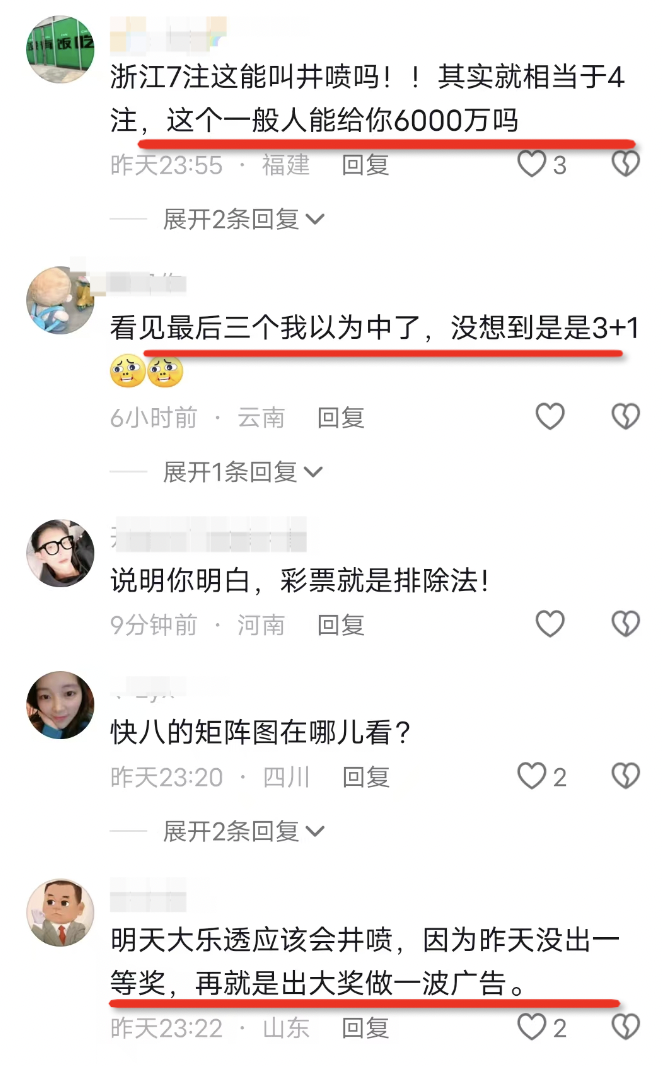 浙江7注这能叫井喷吗！！其实就相当于4
注，这个一般人能给你6000万吗
昨天23:55 · 福建 回复 3
展开2条回复
看见最后三个我以为中了，没想到是是3+1
6小时前 · 云南 回复
展开1条回复
说明你明白，彩票就是排除法！
9分钟前 · 河南 回复
快八的矩阵图在哪儿看？
昨天23:20 · 四川 回复 2
展开2条回复
明天大乐透应该会井喷，因为昨天没出一
等奖，再就是出大奖做一波广告。
昨天23:22 · 山东 回复 2